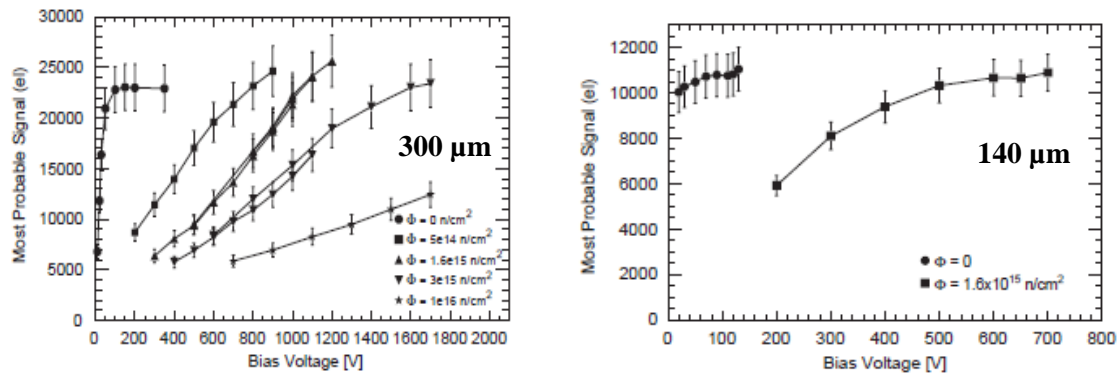 Most Probable Signal (el)
30000
25000
20000
15000
10000
5000
0
300 µm
Φ = 0 n/cm²
Φ = 5e14 n/cm²
Φ = 1.6e15 n/cm²
Φ = 3e15 n/cm²
Φ = 1e16 n/cm²
0 200 400 600 800 1000 1200 1400 1600 2000
Bias Voltage [V]
Most Probable Signal (el)
12000
10000
8000
6000
4000
2000
0
140 µm
Φ = 0
Φ = 1.6x10¹⁵ n/cm²
0 100 200 300 400 500 600 700 800
Bias Voltage [V]